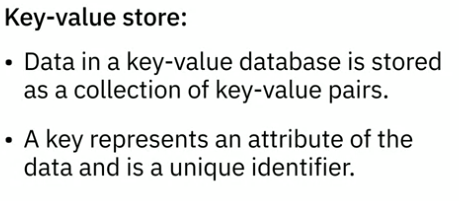 Key-value store:
• Data in a key-value database is stored
as a collection of key-value pairs.
• A key represents an attribute of the
data and is a unique identifier.